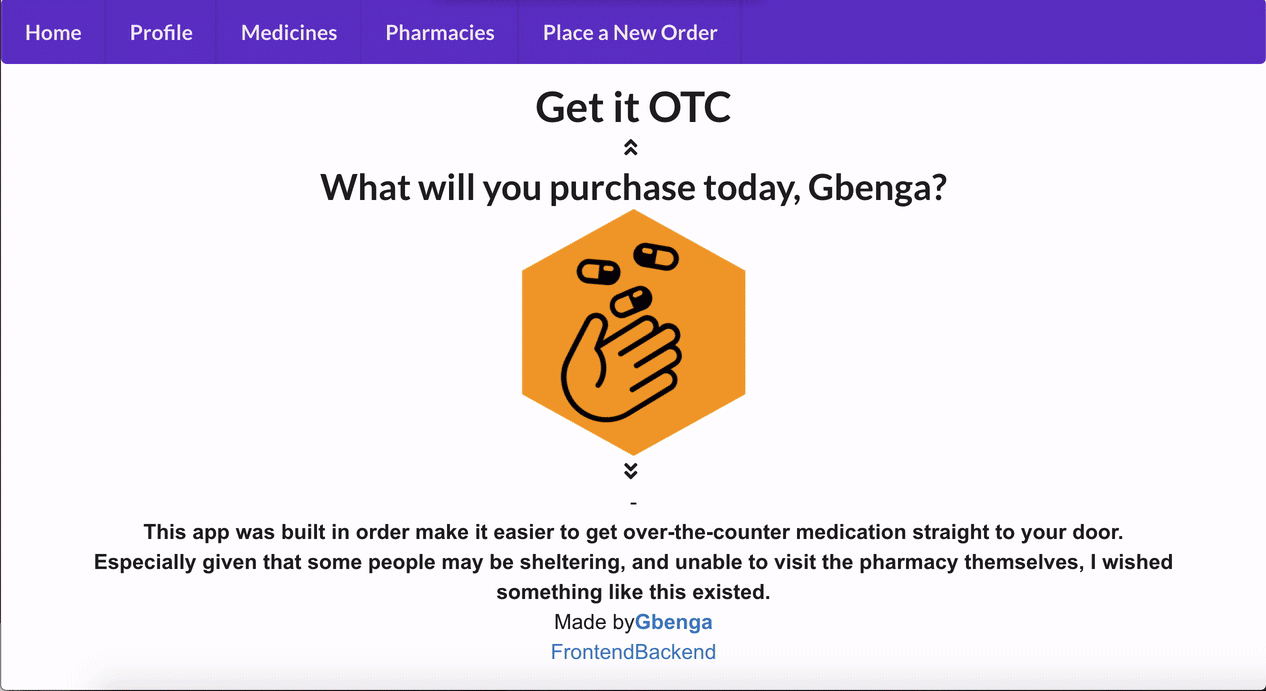 Home Profile Medicines Pharmacies Place a New Order
Get it OTC
What will you purchase today, Gbenga?
-
This app was built in order make it easier to get over-the-counter medication straight to your door.
Especially given that some people may be sheltering, and unable to visit the pharmacy themselves, I wished
something like this existed.
Made byGbenga
FrontendBackend